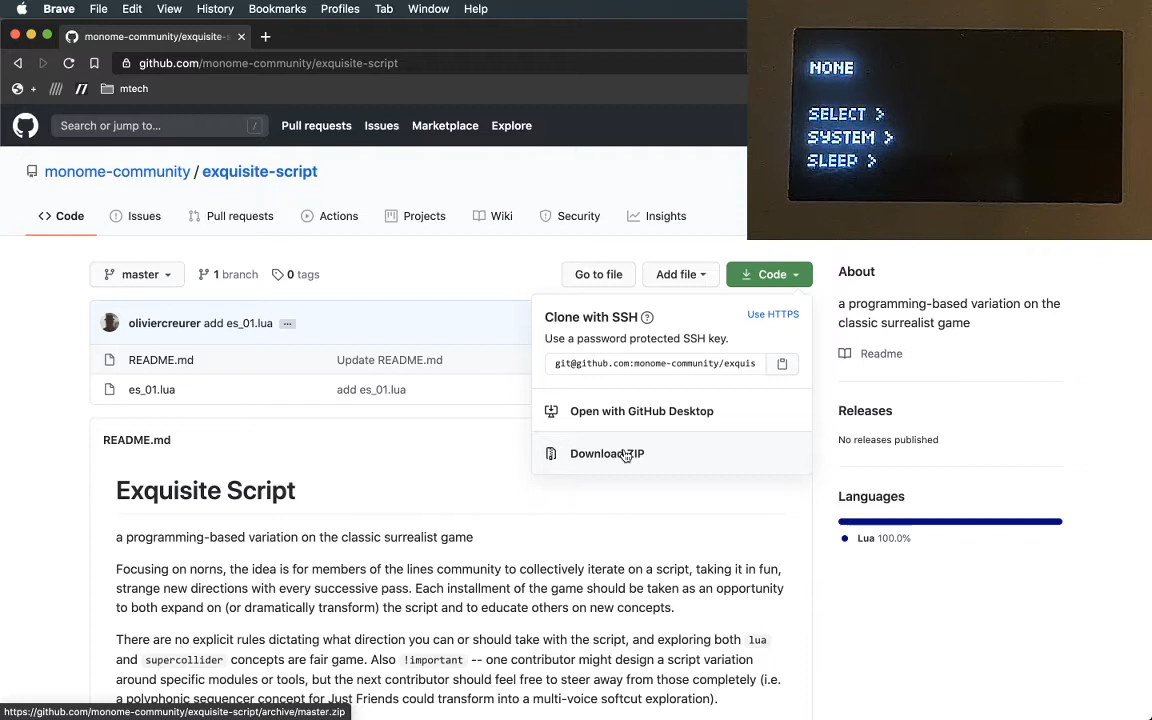 Brave File Edit View History Bookmarks Profiles Tab Window Help
monome-community/exquisite-s
github.com/monome-community/exquisite-script
mtech
Search or jump to... /
Pull requests Issues Marketplace Explore
monome-community / exquisite-script
Code Issues Pull requests Actions Projects Wiki Security Insights
NONE
SELECT >
SYSTEM >
SLEEP >
master 1 branch 0 tags Go to file Add file Code
oliviercreurer add es_01.lua ...
README.md Update README.md
es_01.lua add es_01.lua
Clone with SSH ? Use HTTPS
Use a password protected SSH key.
git@github.com:monome-community/exquis
Open with GitHub Desktop
Download ZIP
README.md
Exquisite Script
a programming-based variation on the classic surrealist game
Focusing on norns, the idea is for members of the lines community to collectively iterate on a script, taking it in fun,
strange new directions with every successive pass. Each installment of the game should be taken as an opportunity
to both expand on (or dramatically transform) the script and to educate others on new concepts.
There are no explicit rules dictating what direction you can or should take with the script, and exploring both lua
and supercollider concepts are fair game. Also !important -- one contributor might design a script variation
around specific modules or tools, but the next contributor should feel free to steer away from those completely (i.e.
a polyphonic sequencer concept for Just Friends could transform into a multi-voice softcut exploration).
About
a programming-based variation on the
classic surrealist game
Readme
Releases
No releases published
Languages
Lua 100.0%
https://github.com/monome-community/exquisite-script/archive/master.zip